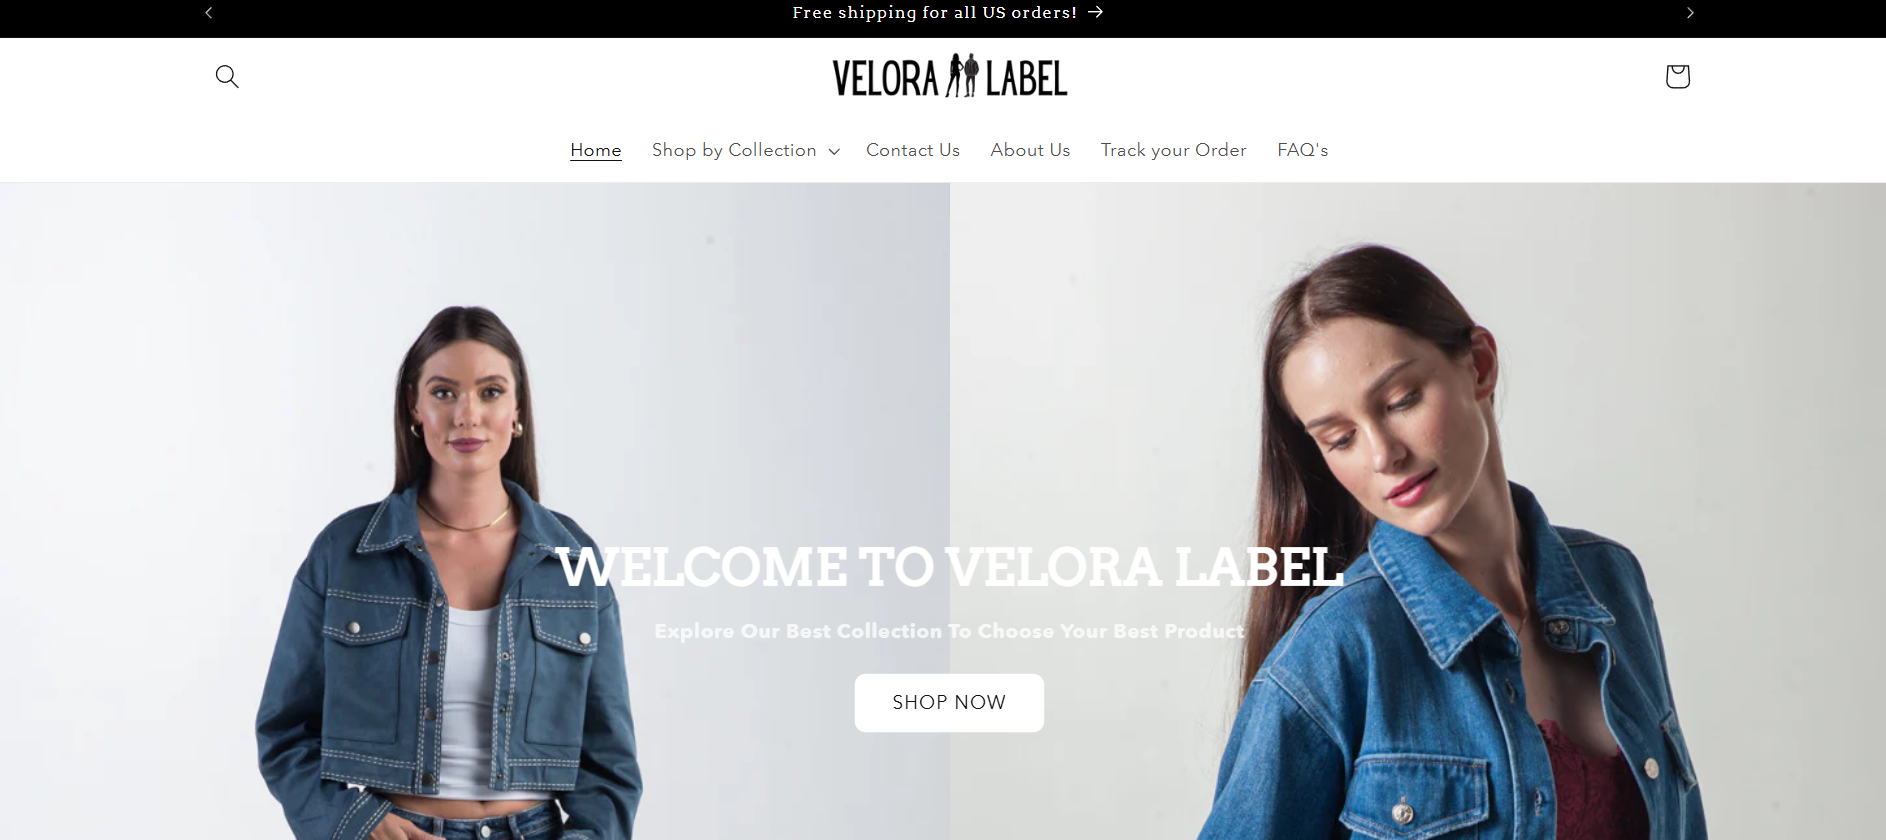 Free shipping for all US orders!
VELORA LABEL
Home Shop by Collection Contact Us About Us Track your Order FAQ's
WELCOME TO VELORA LABEL
Explore Our Best Collection To Choose Your Best Product
SHOP NOW